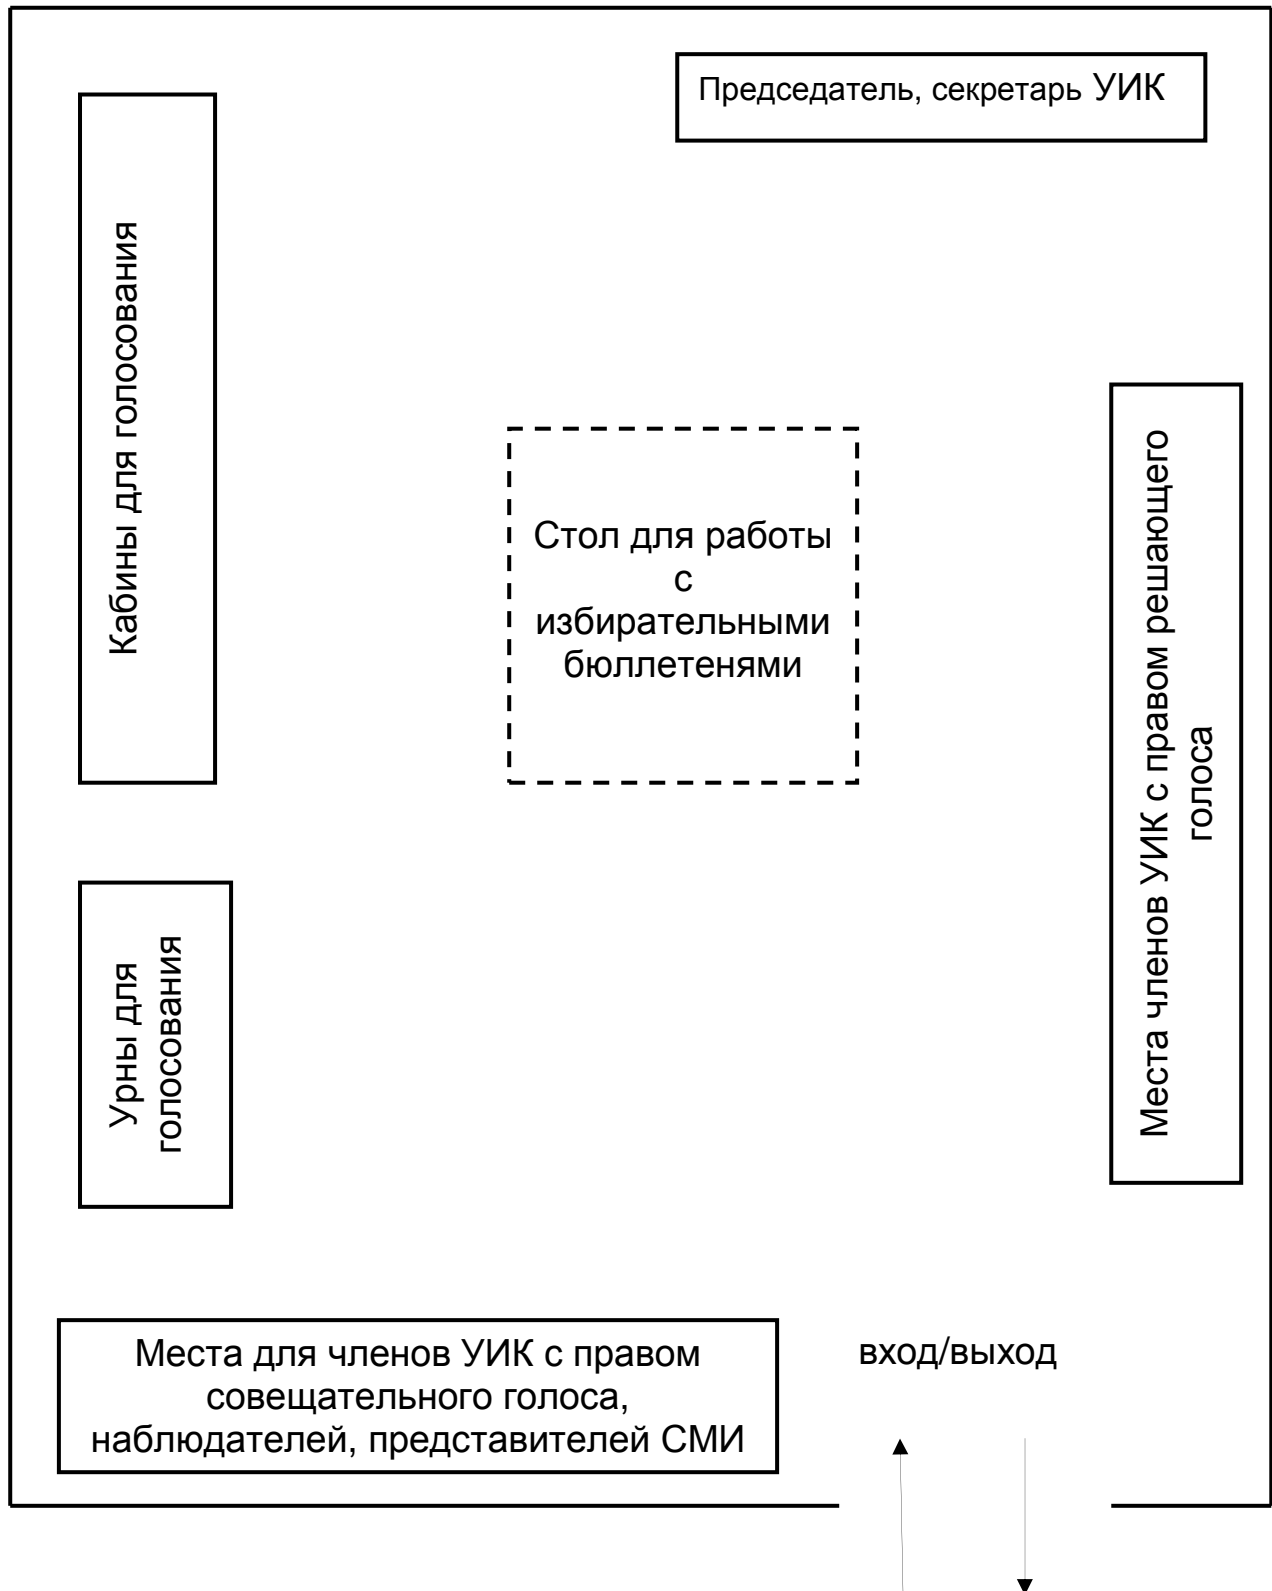 Председатель, секретарь УИК
Кабины для голосования
Стол для работы
с
избирательными
бюллетенями
Места членов УИК с правом решающего
голоса
Урны для
голосования
Места для членов УИК с правом
совещательного голоса,
наблюдателей, представителей СМИ
вход/выход